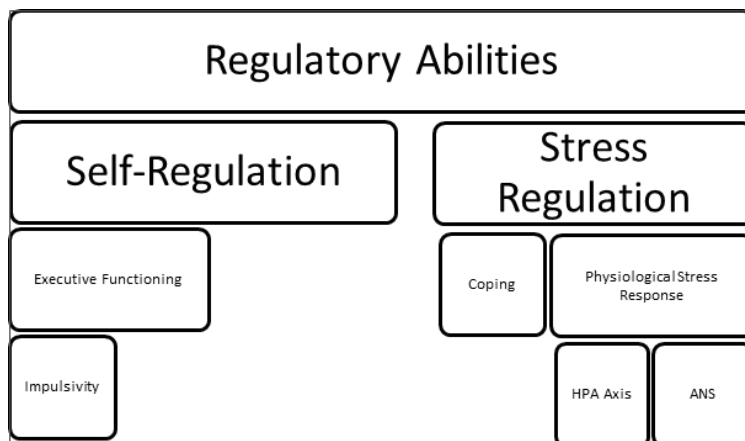 Regulatory Abilities
Self-Regulation
Stress
Regulation
Executive Functioning
Coping
Physiological Stress
Response
Impulsivity
HPA Axis
ANS